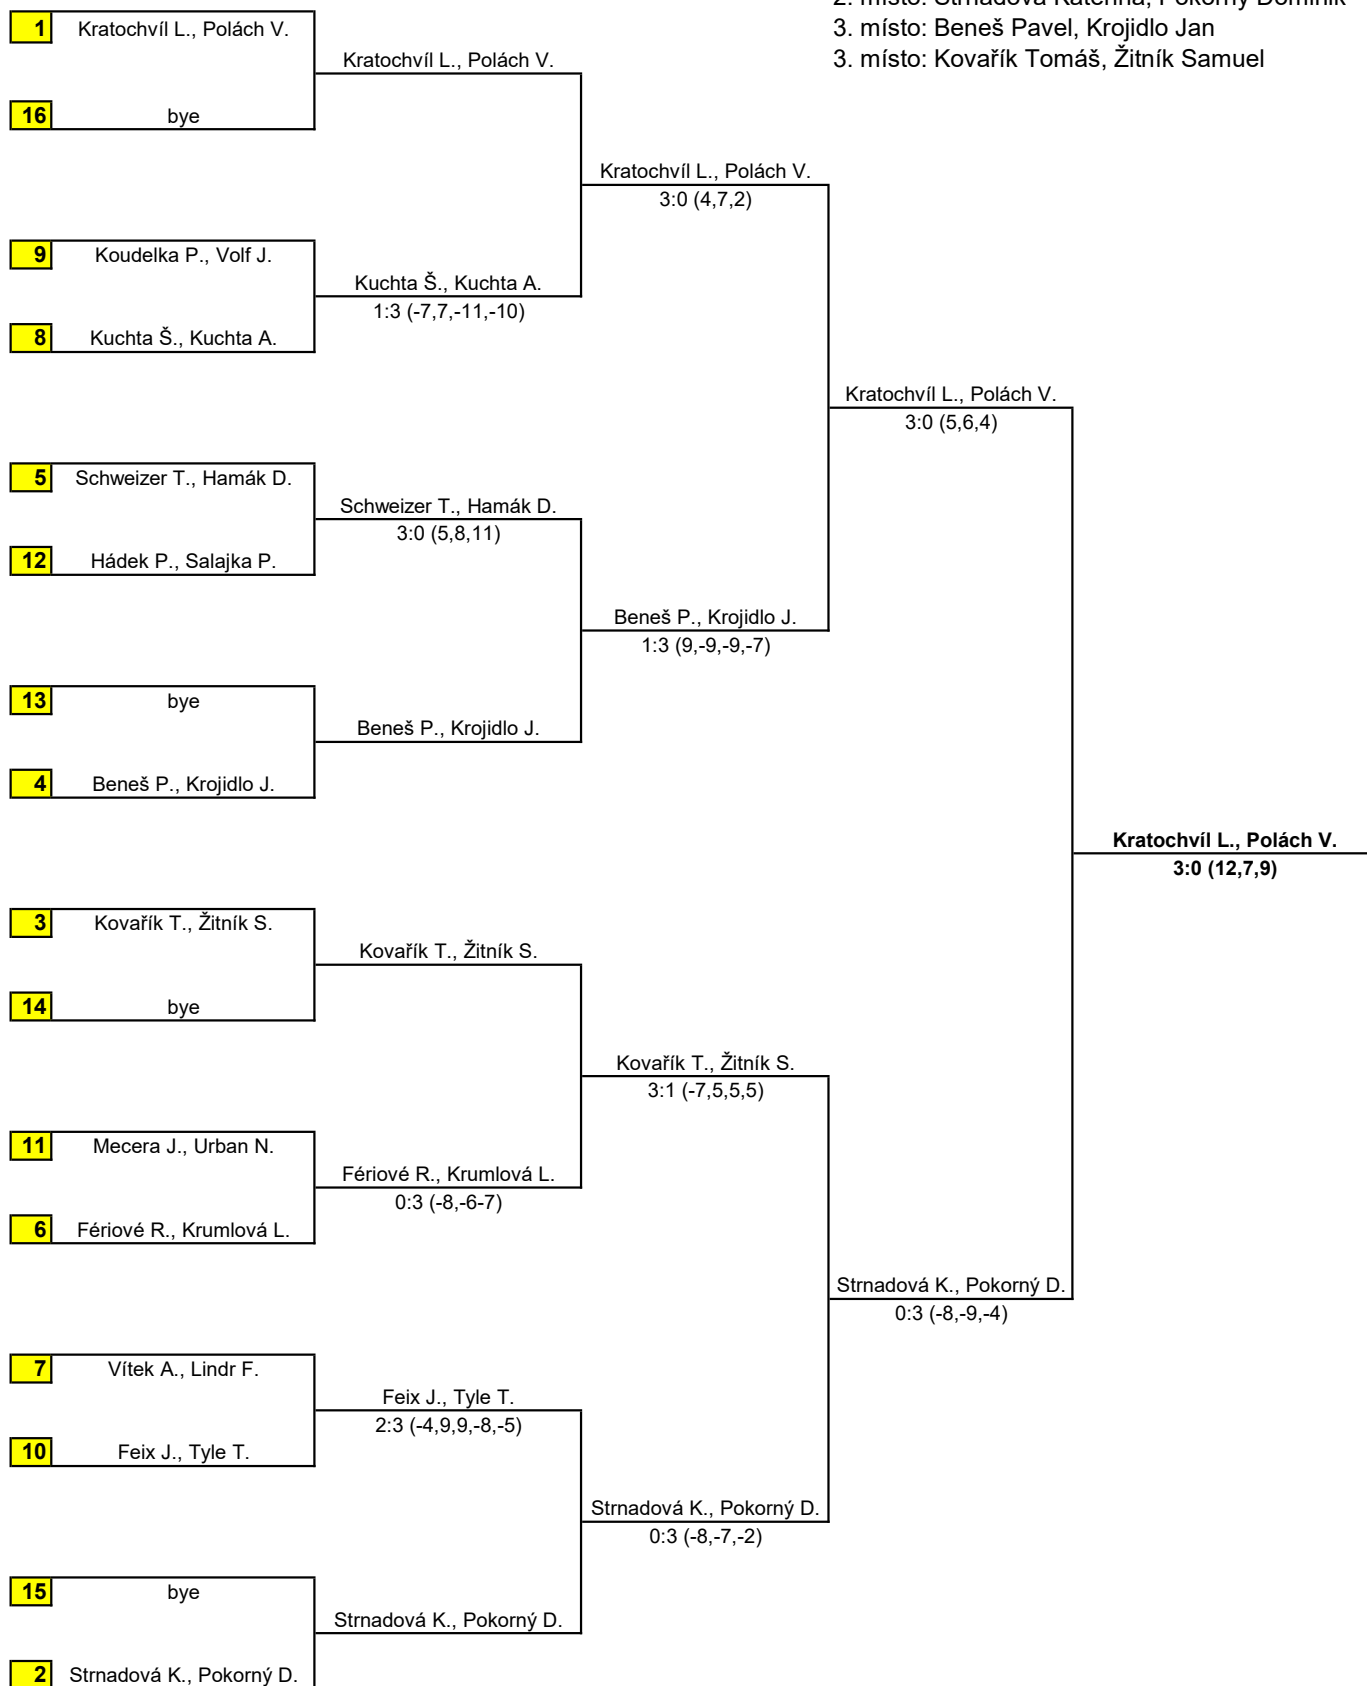 2. místo: Strnadová Kateřina, Pokorný Dominik
1 Kratochvíl L., Polách V.
3. místo: Beneš Pavel, Krojidlo Jan
Kratochvíl L., Polách V.
3. místo: Kovařík Tomáš, Žitník Samuel
16 bye
Kratochvíl L., Polách V.
3:0 (4,7,2)
9 Koudelka P., Volf J.
Kuchta Š., Kuchta A.
1:3 (-7,7,-11,-10)
8 Kuchta Š., Kuchta A.
Kratochvíl L., Polách V.
3:0 (5,6,4)
5 Schweizer T., Hamák D.
Schweizer T., Hamák D.
3:0 (5,8,11)
12 Hádek P., Salajka P.
Beneš P., Krojidlo J.
1:3 (9,-9,-9,-7)
13 bye
Beneš P., Krojidlo J.
4 Beneš P., Krojidlo J.
Kratochvíl L., Polách V.
3:0 (12,7,9)
3 Kovařík T., Žitník S.
Kovařík T., Žitník S.
14 bye
Kovařík T., Žitník S.
3:1 (-7,5,5,5)
11 Mecera J., Urban N.
Fériové R., Krumlová L.
0:3 (-8,-6-7)
6 Fériové R., Krumlová L.
Strnadová K., Pokorný D.
0:3 (-8,-9,-4)
7 Vítek A., Lindr F.
Feix J., Tyle T.
2:3 (-4,9,9,-8,-5)
10 Feix J., Tyle T.
Strnadová K., Pokorný D.
0:3 (-8,-7,-2)
15 bye
Strnadová K., Pokorný D.
2 Strnadová K., Pokorný D.